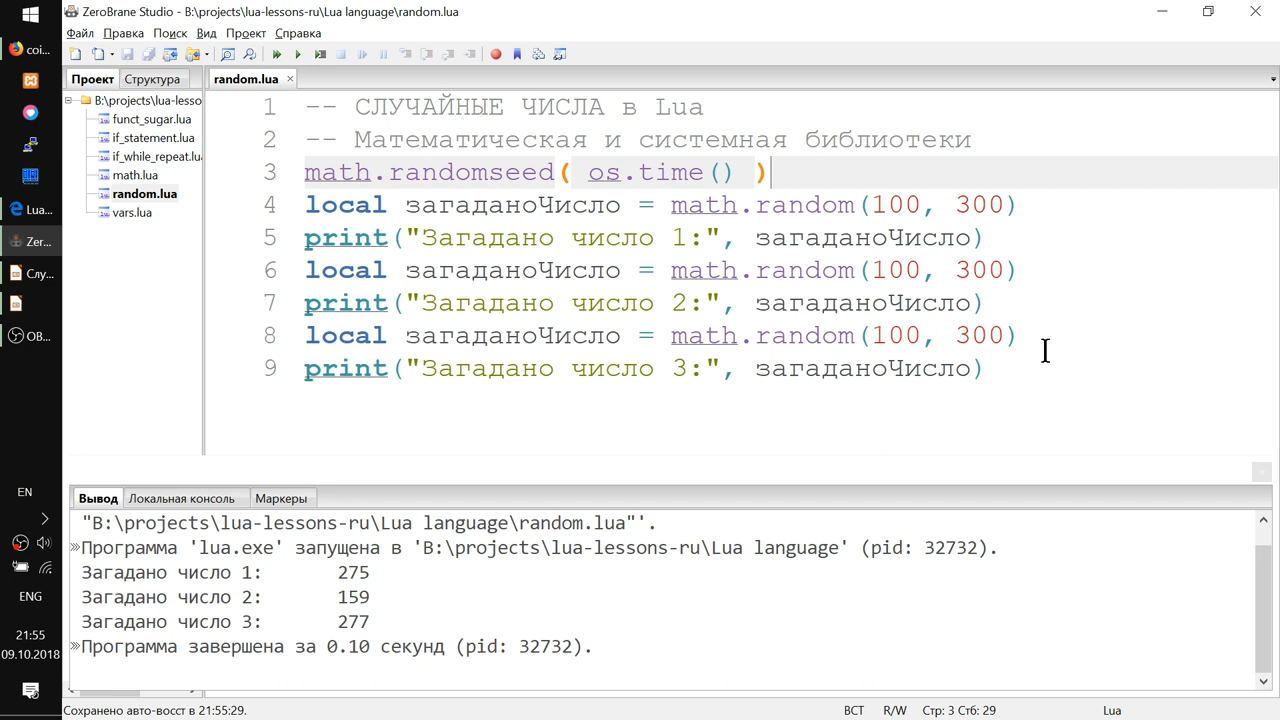 ZeroBrane Studio - B:\projects\lua-lessons-ru\Lua language\random.lua
Файл Правка Поиск Вид Проект Справка
Проект Структура
random.lua
B:\projects\lua-lesso
funct_sugar.lua
if_statement.lua
if_while_repeat.lu
math.lua
random.lua
vars.lua
1 -- СЛУЧАЙНЫЕ ЧИСЛА в Lua
2 -- Математическая и системная библиотеки
3 math.randomseed( os.time() )
4 local загаданоЧисло = math.random(100, 300)
5 print("Загадано число 1:", загаданоЧисло)
6 local загаданоЧисло = math.random(100, 300)
7 print("Загадано число 2:", загаданоЧисло)
8 local загаданоЧисло = math.random(100, 300)
9 print("Загадано число 3:", загаданоЧисло)
Вывод Локальная консоль Маркеры
"B:\projects\lua-lessons-ru\Lua language\random.lua"'.
Программа 'lua.exe' запущена в 'B:\projects\lua-lessons-ru\Lua language' (pid: 32732).
Загадано число 1: 275
Загадано число 2: 159
Загадано число 3: 277
Программа завершена за 0.10 секунд (pid: 32732).
Сохранено авто-восст в 21:55:29.
ВСТ R/W Стр: 3 Стб: 29 Lua
coi...
Lua...
Zer...
Слу...
OB...
EN
ENG
21:55
09.10.2018